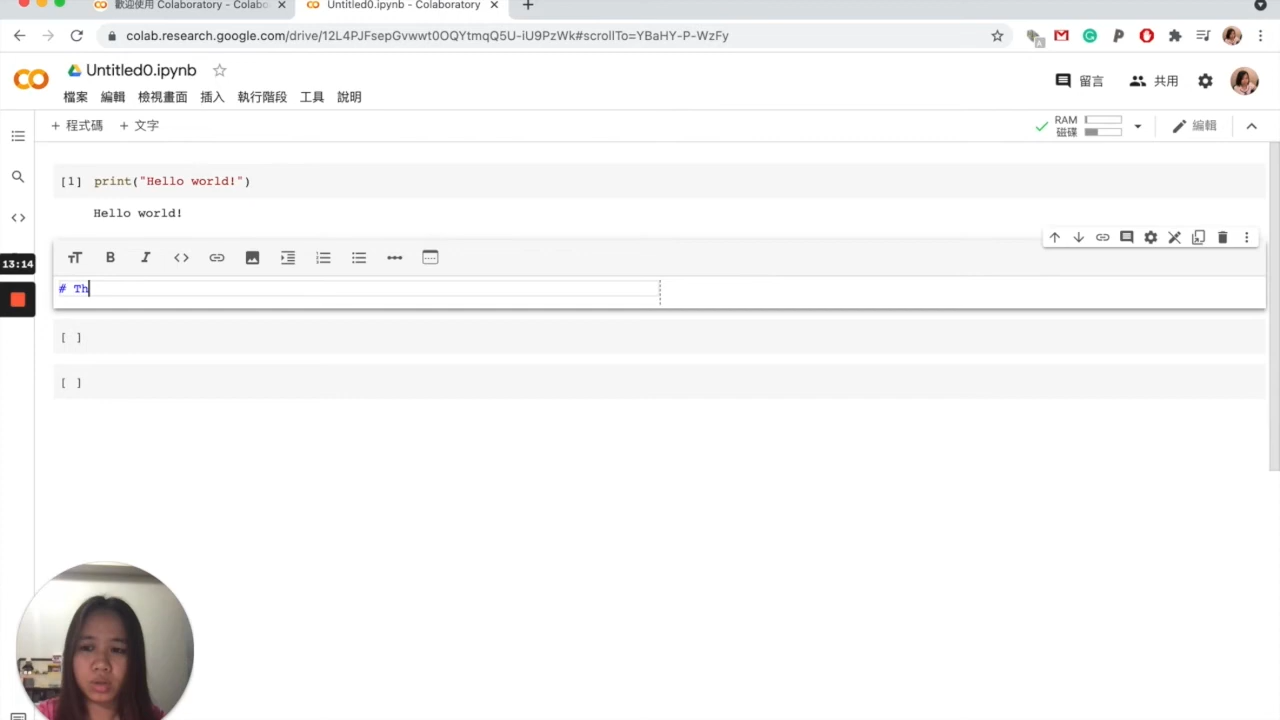 歡迎使用 Colaboratory - Colabo
Untitled0.ipynb - Colaboratory
colab.research.google.com/drive/12L4PJFsepGvwwt0OQYtmqQ5U-iU9PzWk#scrollTo=YBaHY-P-WzFy
Untitled0.ipynb
留言 共用
檔案 編輯 檢視畫面 插入 執行階段 工具 說明
+ 程式碼 + 文字
RAM
磁碟
編輯
[1] print("Hello world!")
Hello world!
13:14
# Th
[ ]
[ ]